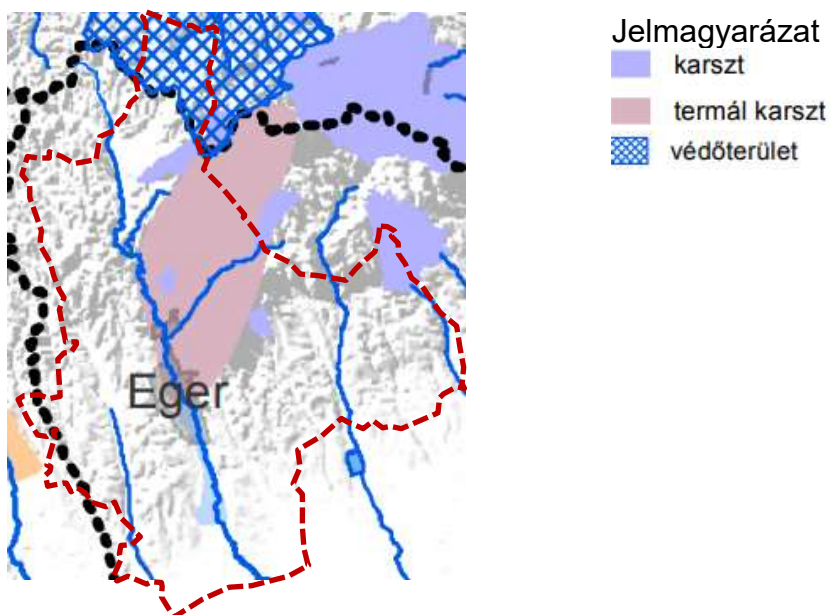 Jelmagyarázat
karszt
termál karszt
védőterület
Eger